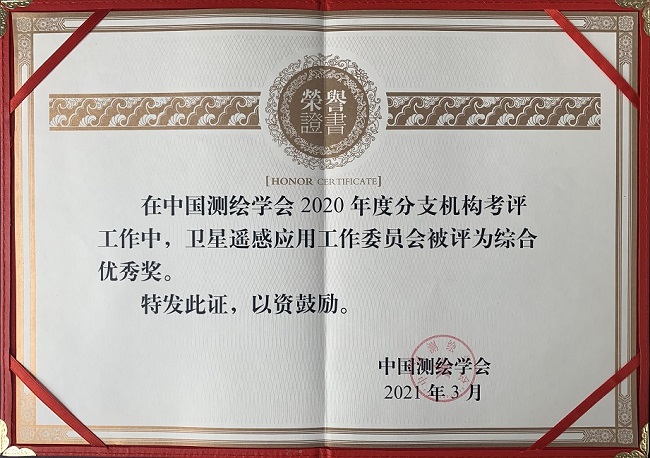 榮譽
證書
[HONOR CERTIFICATE]
在中国测绘学会 2020 年度分支机构考评
工作中，卫星遥感应用工作委员会被评为综合
优秀奖。
特发此证，以资鼓励。
中国测绘学会
2021 年 3 月